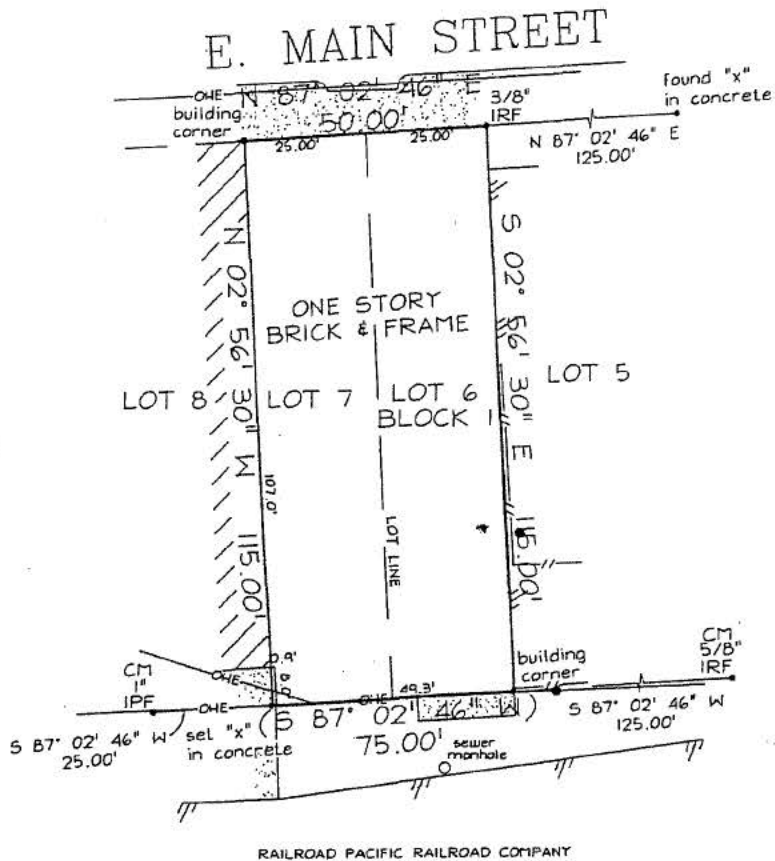 E. MAIN STREET
OHE
N 87° 02' 46" E
50.00'
25.00'
25.00'
building
corner
3/8"
IRF
found "x"
in concrete
N 87° 02' 46" E
125.00'
N 02° 56' 30" W 115.00'
S 02° 56' 30" E 115.00'
ONE STORY
BRICK & FRAME
LOT 8
LOT 7
LOT 6
BLOCK 1
LOT 5
107.0'
LOT LINE
CM
1"
IPF
OHE
0.9'
OHE
OHE
49.3'
building
corner
CM
5/8"
IRF
S 87° 02' 46" W
25.00'
set "x"
in concrete
S 87° 02' 46" W
75.00'
S 87° 02' 46" W
125.00'
sewer
manhole
RAILROAD PACIFIC RAILROAD COMPANY